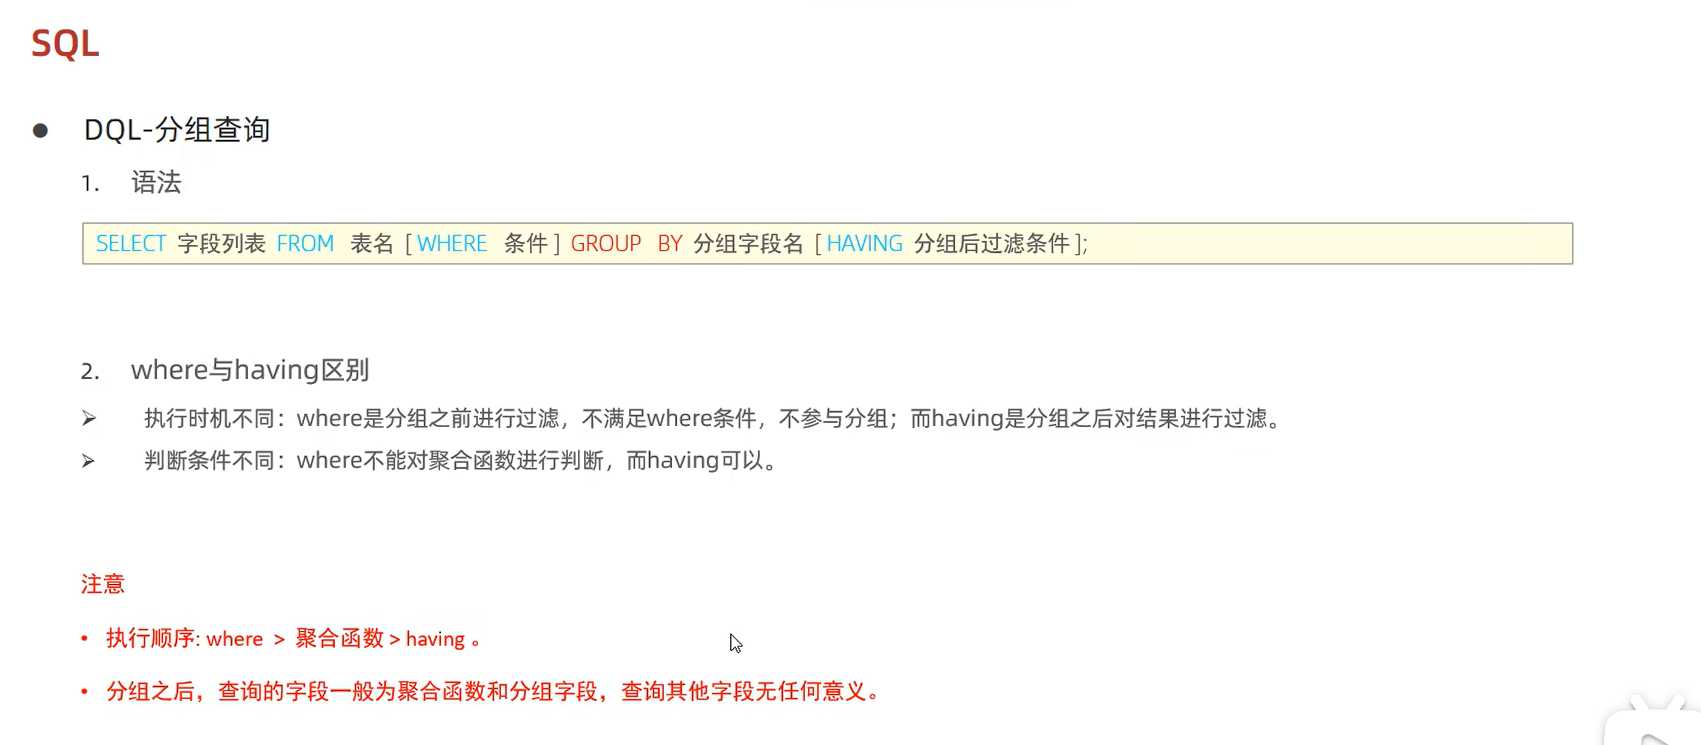 SQL
● DQL-分组查询
1. 语法
SELECT 字段列表 FROM 表名 [ WHERE 条件 ] GROUP BY 分组字段名 [ HAVING 分组后过滤条件 ];
2. where与having区别
➢ 执行时机不同：where是分组之前进行过滤，不满足where条件，不参与分组；而having是分组之后对结果进行过滤。
➢ 判断条件不同：where不能对聚合函数进行判断，而having可以。
注意
• 执行顺序: where > 聚合函数 > having 。
• 分组之后，查询的字段一般为聚合函数和分组字段，查询其他字段无任何意义。